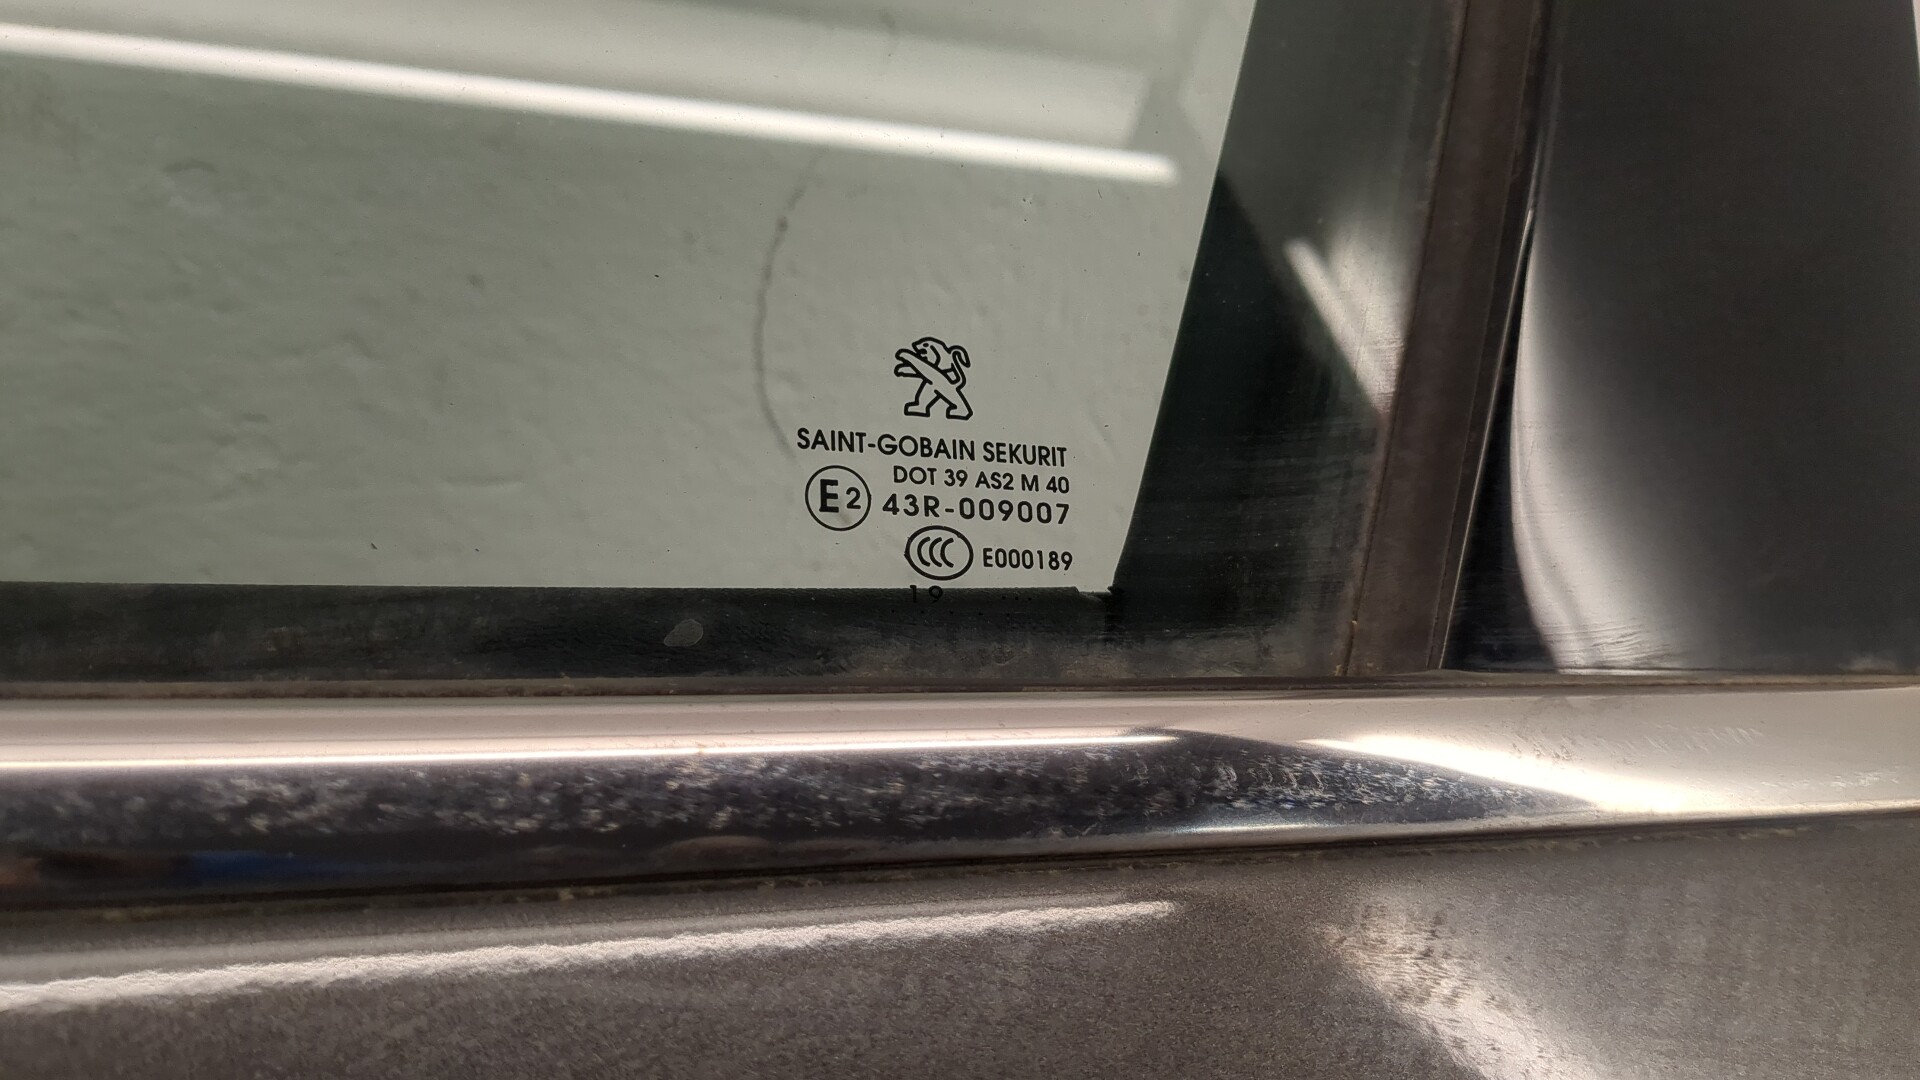 SAINT-GOBAIN SEKURIT
DOT 39 AS2 M 40
E2 43R-009007
CCC E000189
19 ...